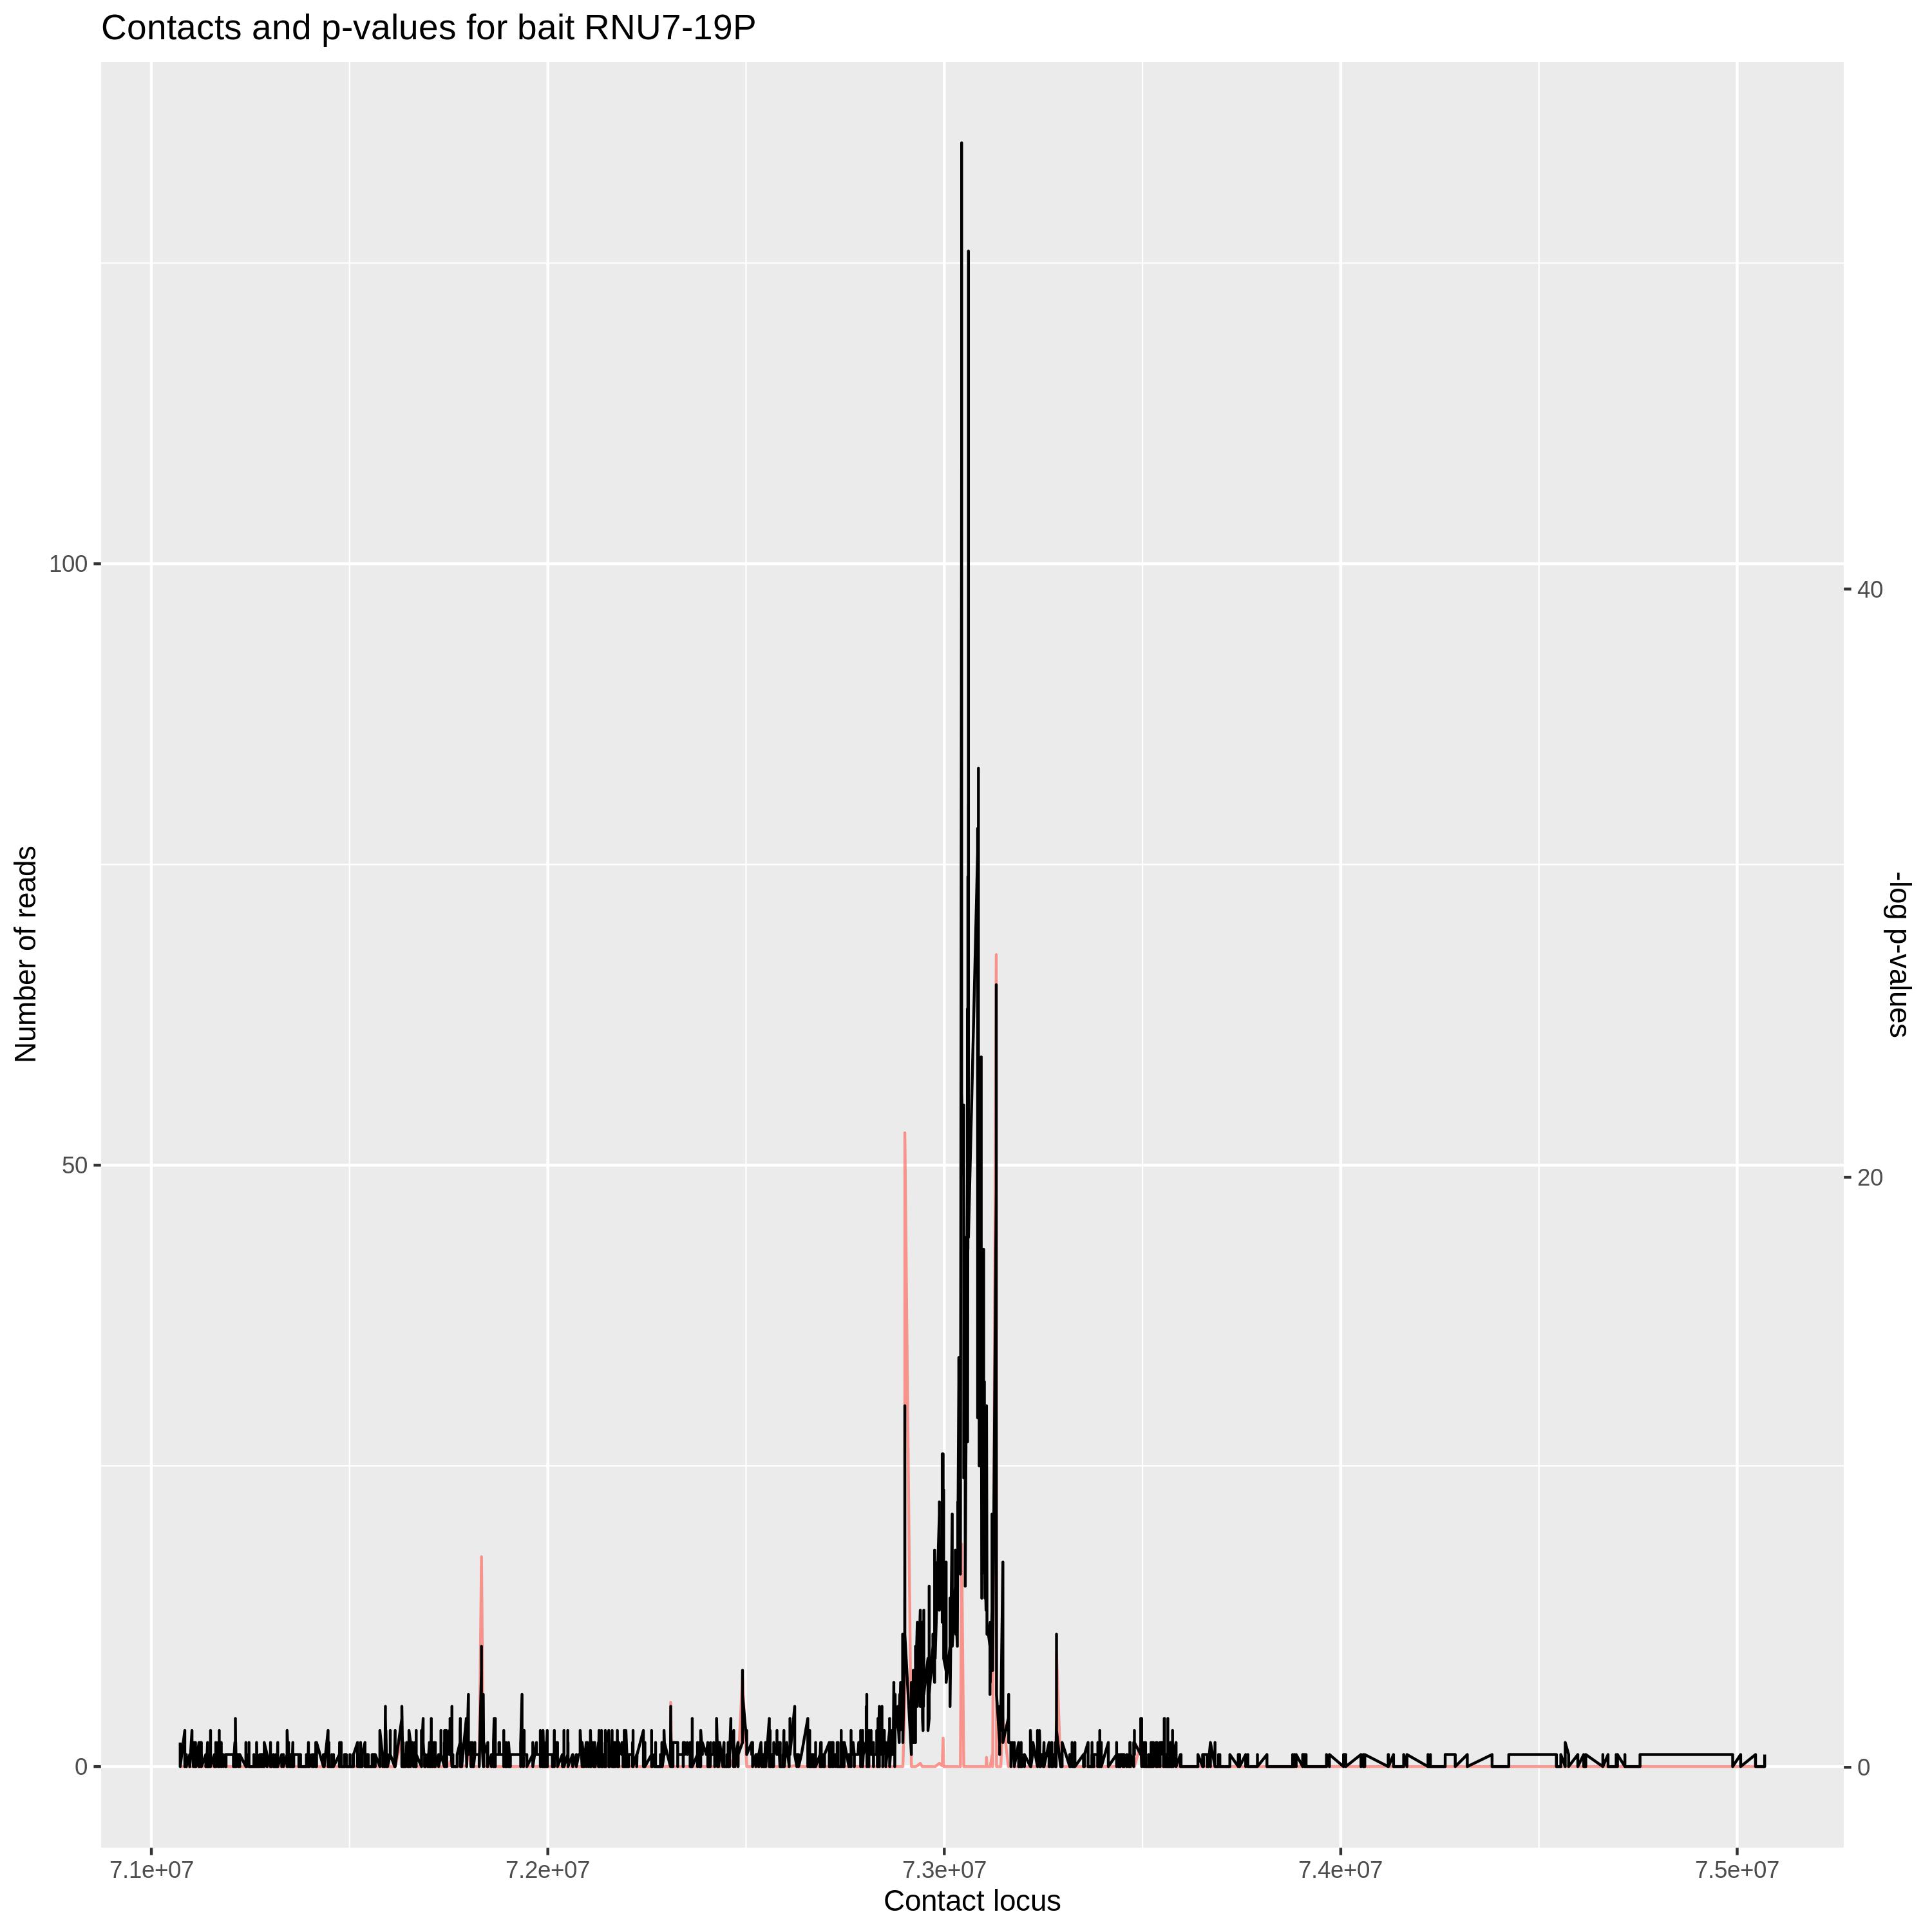 Contacts and p-values for bait RNU7-19P
Number of reads
100
50
0
40
20
0
-log p-values
7.1e+07
7.2e+07
7.3e+07
7.4e+07
7.5e+07
Contact locus